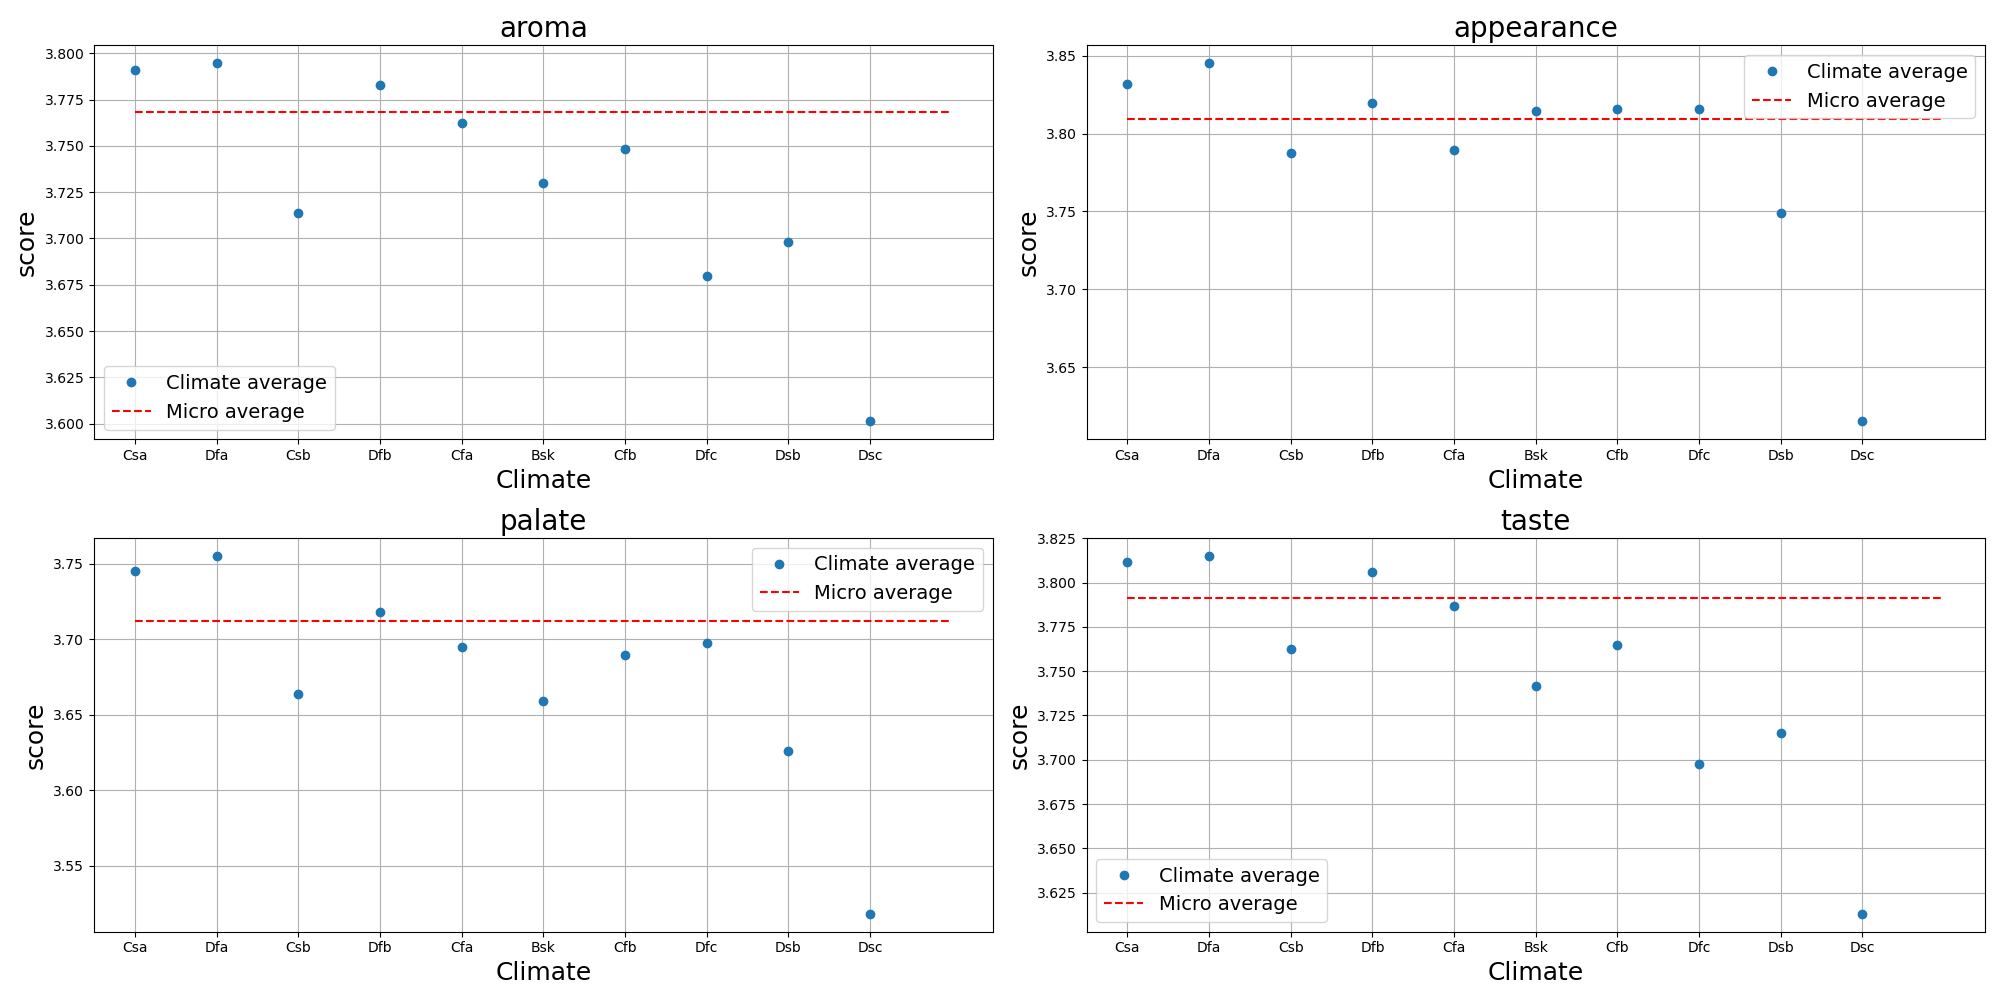 aroma
3.800
3.775
3.750
3.725
3.700
3.675
3.650
3.625
3.600
score
Climate average
Micro average
Csa Dfa Csb Dfb Cfa Bsk Cfb Dfc Dsb Dsc
Climate
appearance
3.85
3.80
3.75
3.70
3.65
score
Climate average
Micro average
Csa Dfa Csb Dfb Cfa Bsk Cfb Dfc Dsb Dsc
Climate
palate
3.75
3.70
3.65
3.60
3.55
score
Climate average
Micro average
Csa Dfa Csb Dfb Cfa Bsk Cfb Dfc Dsb Dsc
Climate
taste
3.825
3.800
3.775
3.750
3.725
3.700
3.675
3.650
3.625
score
Climate average
Micro average
Csa Dfa Csb Dfb Cfa Bsk Cfb Dfc Dsb Dsc
Climate